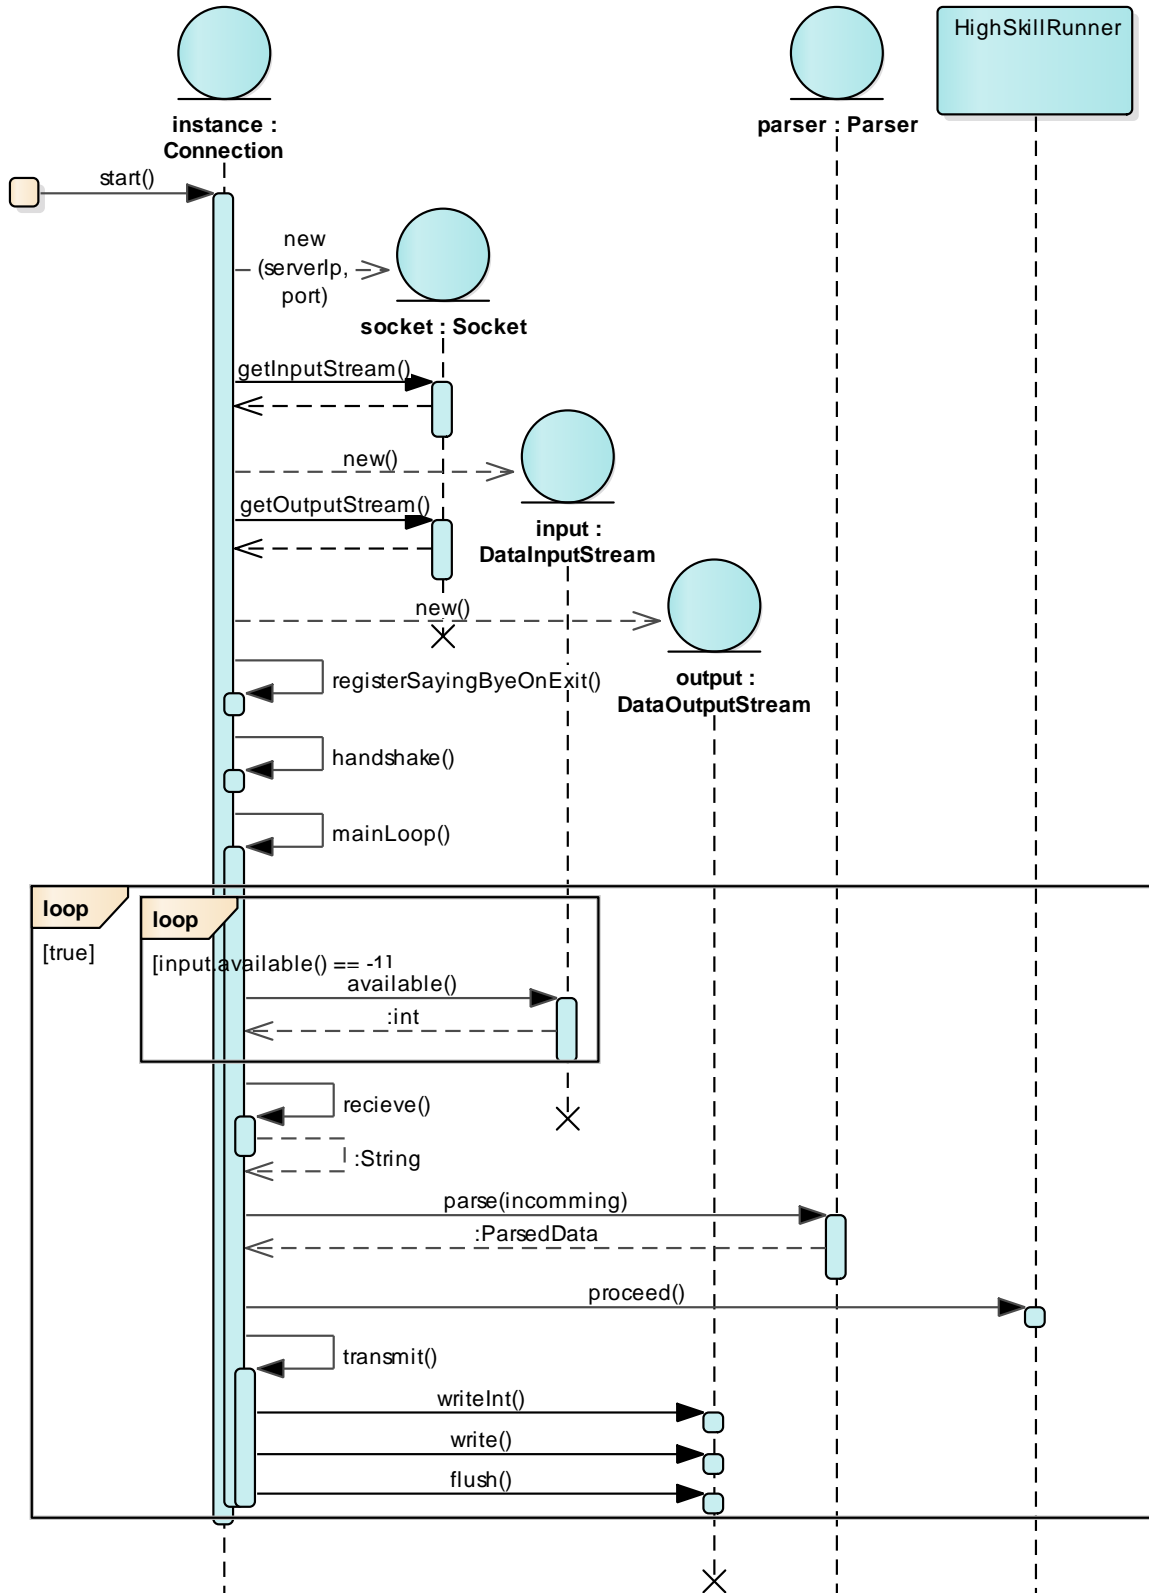 HighSkillRunner
instance :
Connection
parser : Parser
start()
new
(serverIp,
port)
socket : Socket
getInputStream()
new()
getOutputStream()
input :
DataInputStream
new()
registerSayingByeOnExit()
output :
DataOutputStream
handshake()
mainLoop()
loop
loop
[true]
[input.available() == -1]
available()
:int
recieve()
:String
parse(incomming)
:ParsedData
proceed()
transmit()
writeInt()
write()
flush()